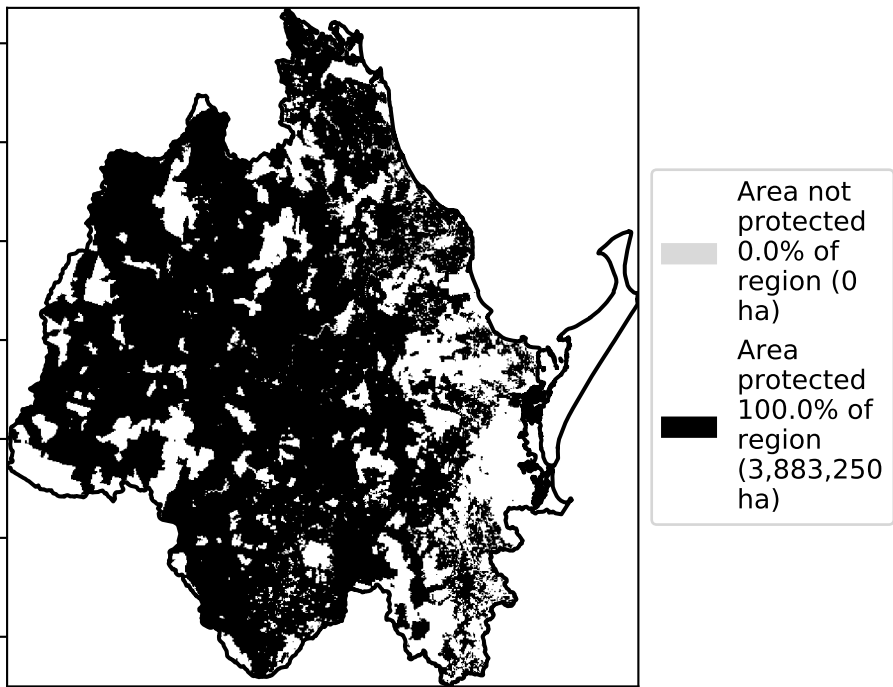 Area not
protected
0.0% of
region (0
ha)
Area
protected
100.0% of
region
(3,883,250
ha)